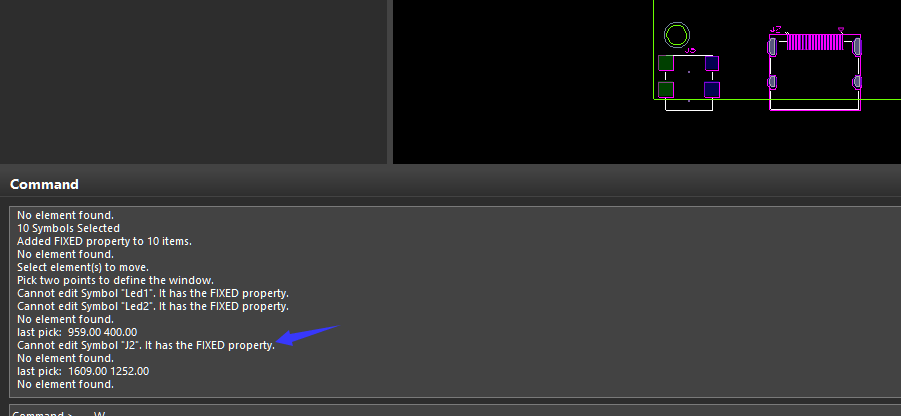 J2
J3
Command
No element found.
10 Symbols Selected
Added FIXED property to 10 items.
No element found.
Select element(s) to move.
Pick two points to define the window.
Cannot edit Symbol "Led1". It has the FIXED property.
Cannot edit Symbol "Led2". It has the FIXED property.
No element found.
last pick:  959.00 400.00
Cannot edit Symbol "J2". It has the FIXED property.
No element found.
last pick:  1609.00 1252.00
No element found.
Command >